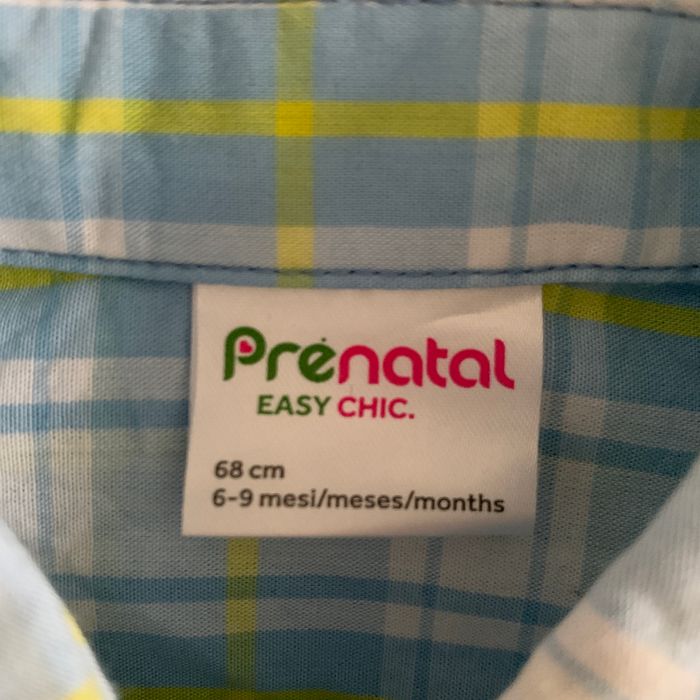 Prénatal
EASY CHIC.
68 cm
6-9 mesi/meses/months